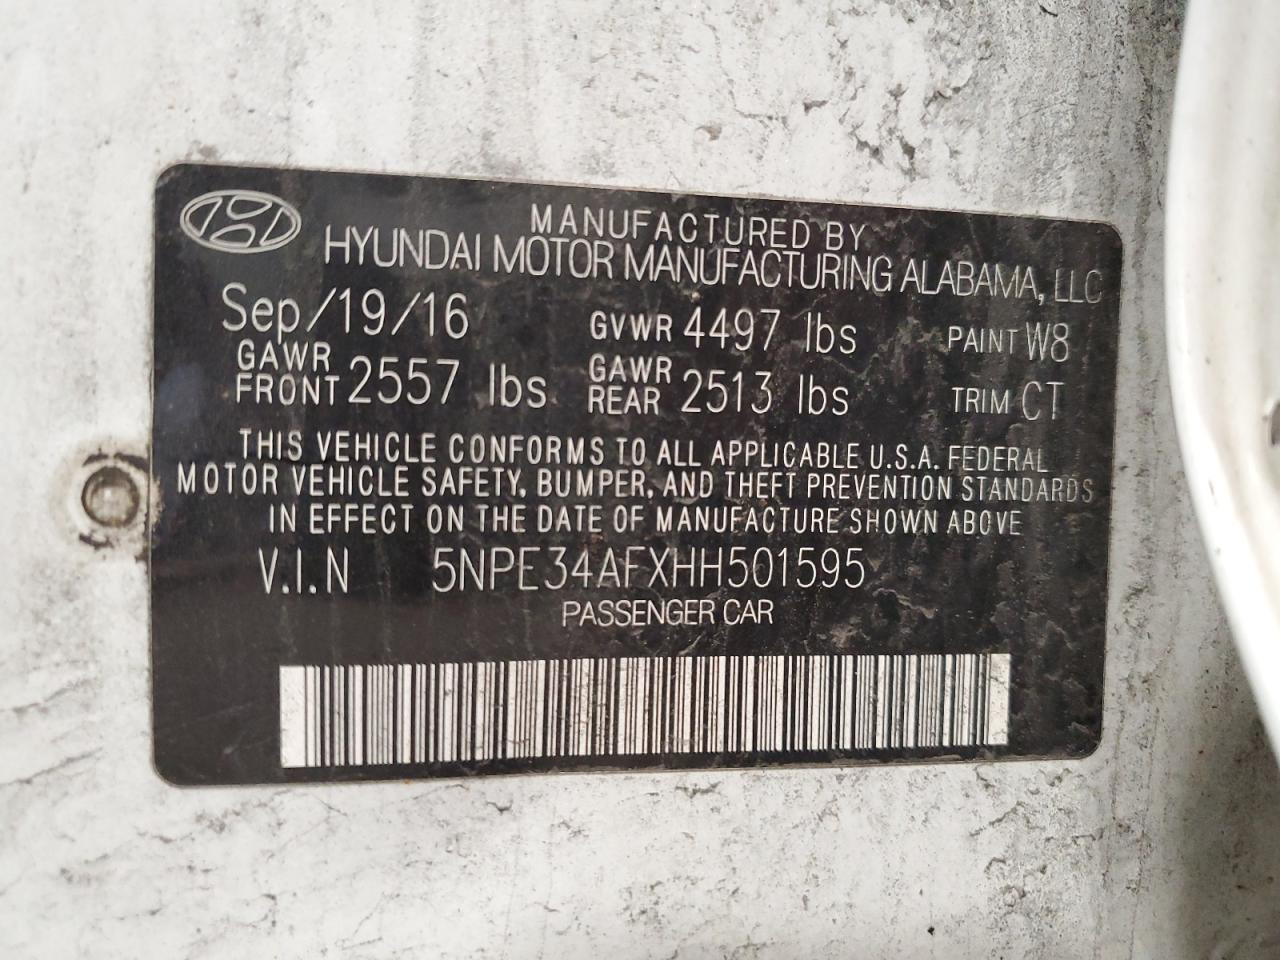 MANUFACTURED BY
HYUNDAI MOTOR MANUFACTURING ALABAMA, LLC
Sep/19/16 GVWR 4497 lbs PAINT W8
GAWR FRONT 2557 lbs GAWR REAR 2513 lbs TRIM CT
THIS VEHICLE CONFORMS TO ALL APPLICABLE U.S.A. FEDERAL
MOTOR VEHICLE SAFETY, BUMPER, AND THEFT PREVENTION STANDARDS
IN EFFECT ON THE DATE OF MANUFACTURE SHOWN ABOVE
V.I.N 5NPE34AFXHH501595
PASSENGER CAR